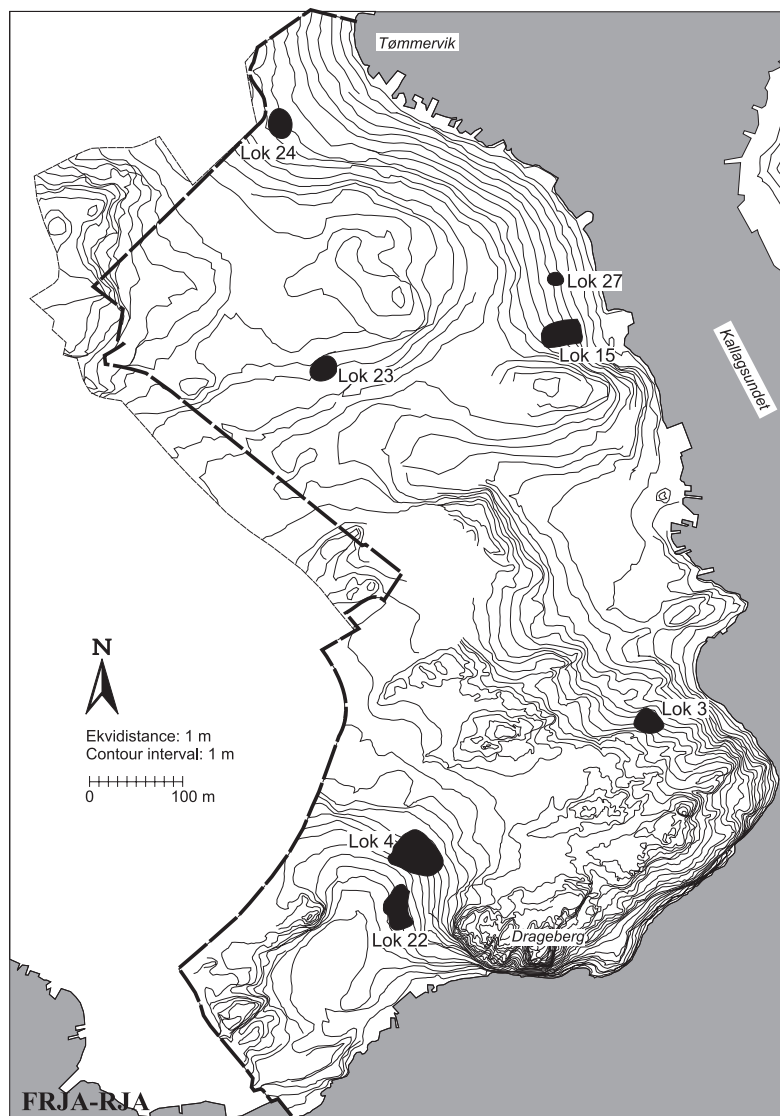 Tømmervik
Lok 24
Lok 27
Lok 15
Kallagsundet
Lok 23
N
Lok 3
Ekvidistance: 1 m
Contour interval: 1 m
0 100 m
Lok 4
Lok 22
Drageberg
FRJA-RJA